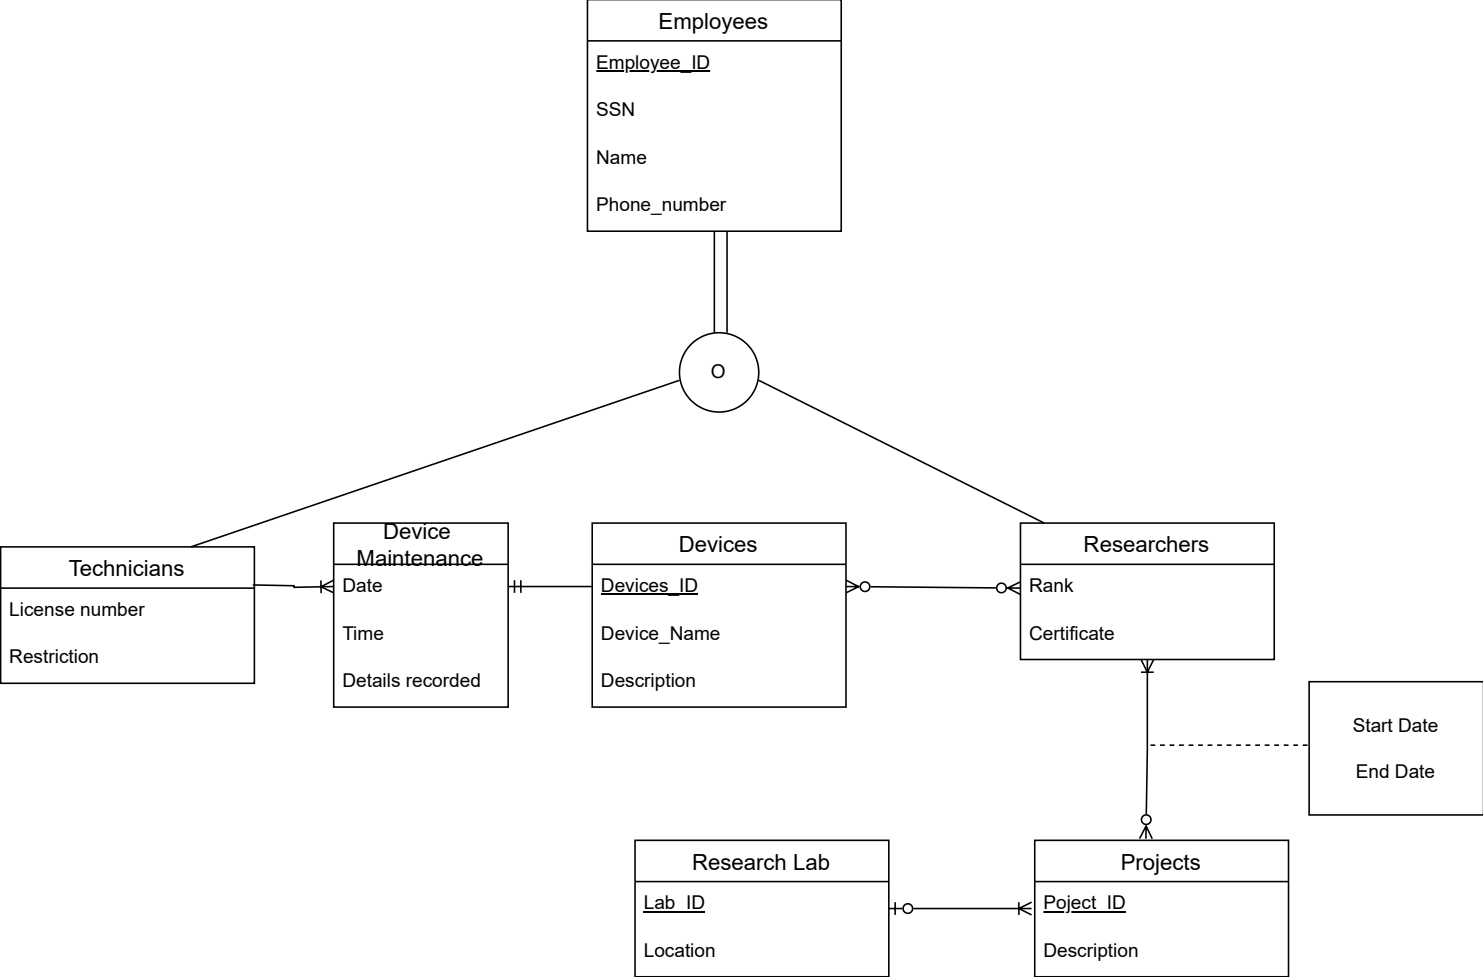 Employees
Employee_ID
SSN
Name
Phone_number
O
Technicians
License number
Restriction
Device
Maintenance
Date
Time
Details recorded
Devices
Devices_ID
Device_Name
Description
Researchers
Rank
Certificate
Start Date
End Date
Research Lab
Lab_ID
Location
Projects
Poject_ID
Description